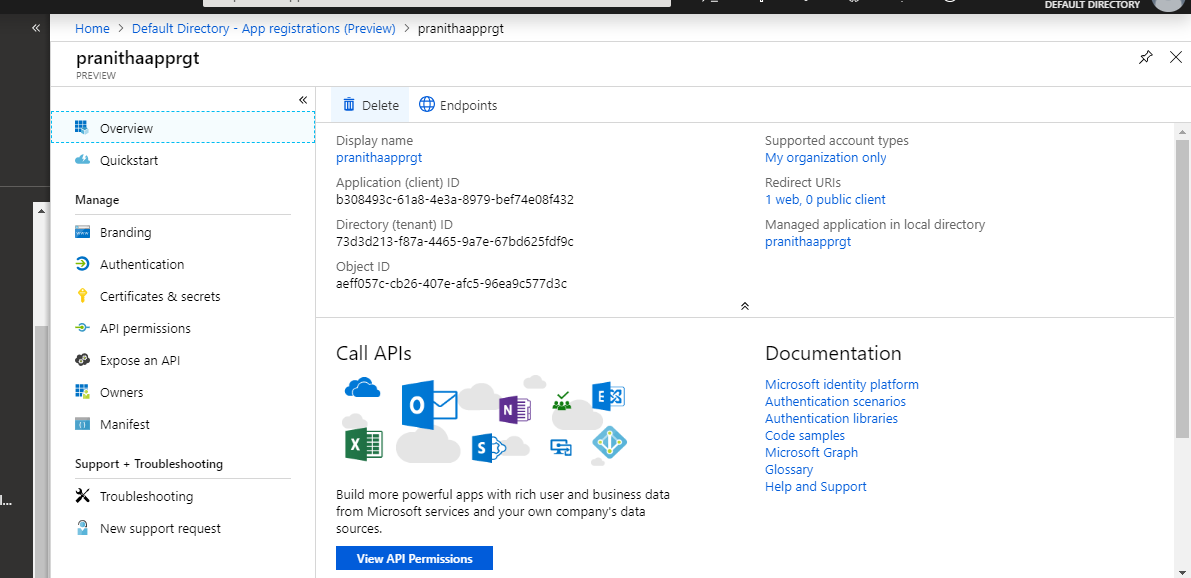 DEFAULT DIRECTORY
Home > Default Directory - App registrations (Preview) > pranithaapprgt
pranithaapprgt
PREVIEW
Overview
Quickstart
Manage
Branding
Authentication
Certificates & secrets
API permissions
Expose an API
Owners
Manifest
Support + Troubleshooting
Troubleshooting
New support request
Delete
Endpoints
Display name
pranithaapprgt
Application (client) ID
b308493c-61a8-4e3a-8979-bef74e08f432
Directory (tenant) ID
73d3d213-f87a-4465-9a7e-67bd625fdf9c
Object ID
aeff057c-cb26-407e-afc5-96ea9c577d3c
Supported account types
My organization only
Redirect URIs
1 web, 0 public client
Managed application in local directory
pranithaapprgt
Call APIs
Build more powerful apps with rich user and business data
from Microsoft services and your own company's data
sources.
View API Permissions
Documentation
Microsoft identity platform
Authentication scenarios
Authentication libraries
Code samples
Microsoft Graph
Glossary
Help and Support